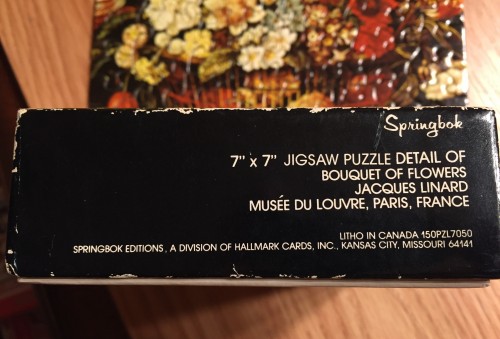 Springbok
7" x 7" JIGSAW PUZZLE DETAIL OF
BOUQUET OF FLOWERS
JACQUES LINARD
MUSÉE DU LOUVRE, PARIS, FRANCE
LITHO IN CANADA 150PZL7050
SPRINGBOK EDITIONS, A DIVISION OF HALLMARK CARDS, INC., KANSAS CITY, MISSOURI 64141